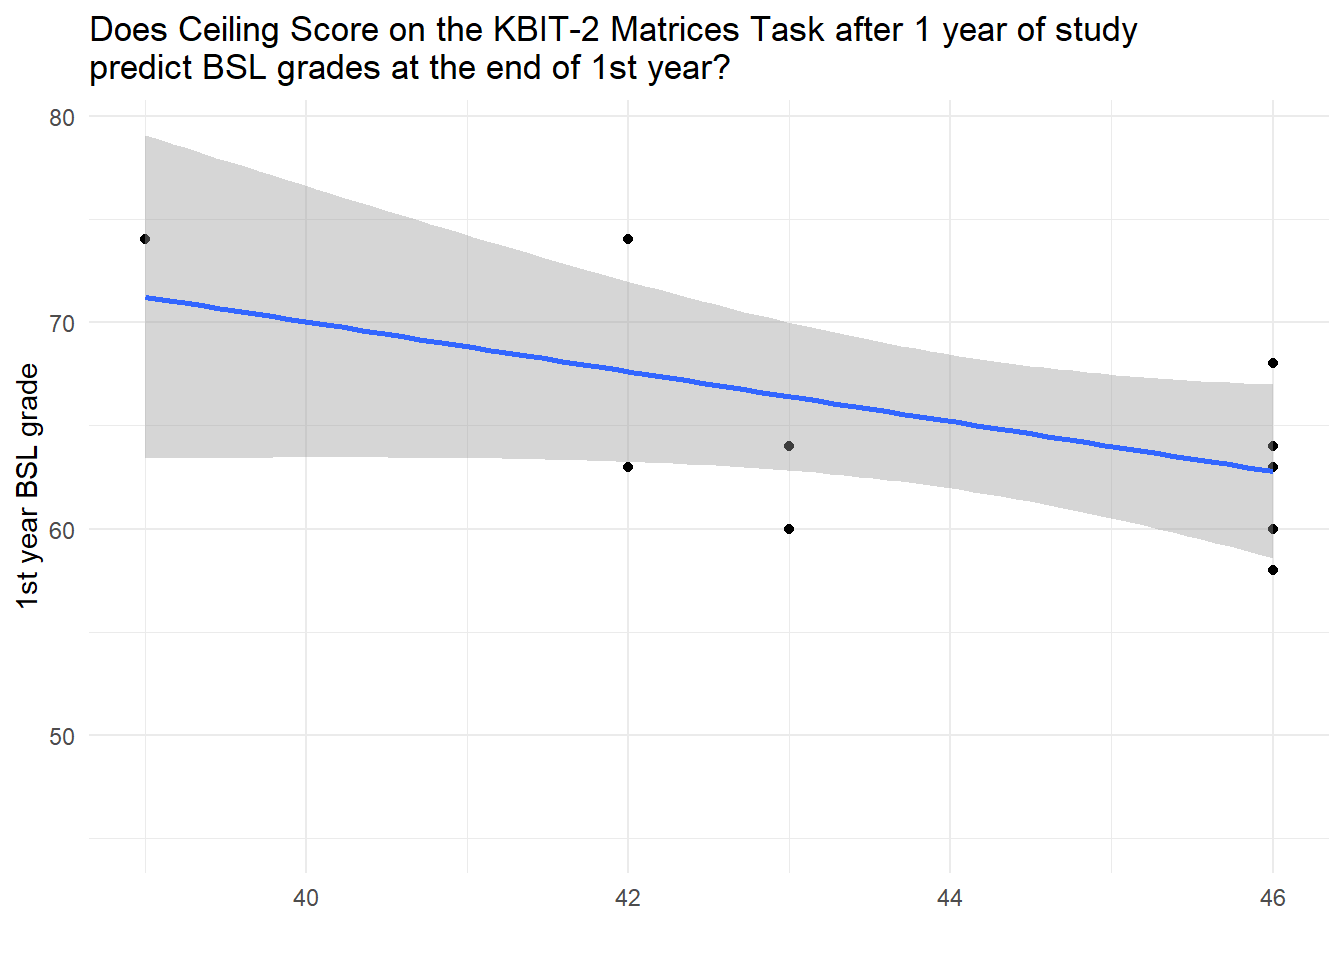 Does Ceiling Score on the KBIT-2 Matrices Task after 1 year of study
predict BSL grades at the end of 1st year?
80
70
60
50
1st year BSL grade
40
42
44
46